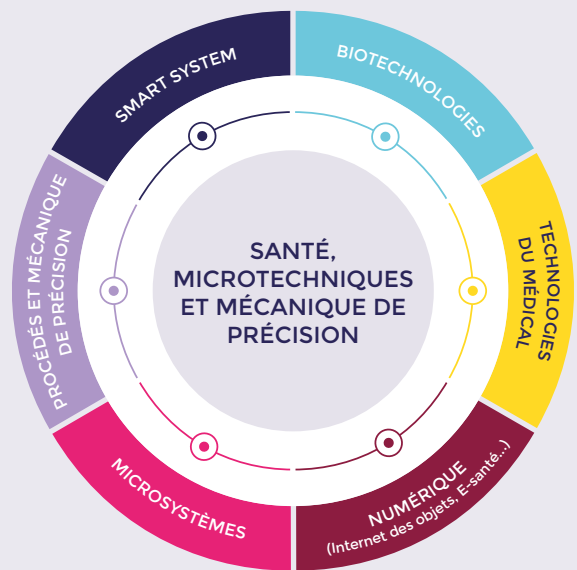 SMART SYSTEM
BIOTECHNOLOGIES
TECHNOLOGIES
DU MÉDICAL
NUMÉRIQUE
(Internet des objets, E-santé...)
MICROSYSTÈMES
PROCÉDÉS ET MÉCANIQUE
DE PRÉCISION
SANTÉ,
MICROTECHNIQUES
ET MÉCANIQUE DE
PRÉCISION